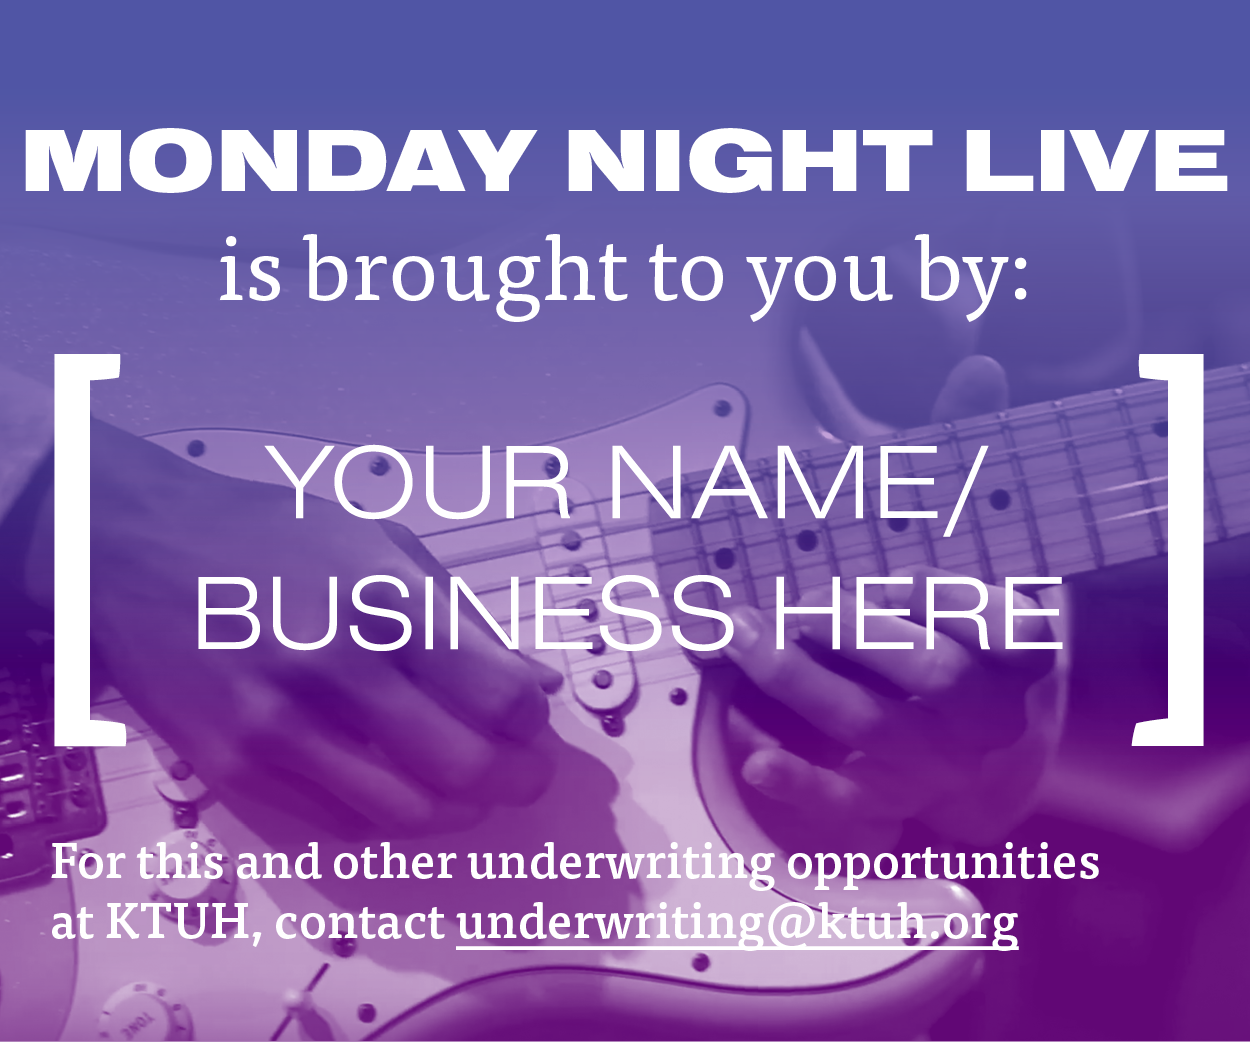 MONDAY NIGHT LIVE
is brought to you by:
[ YOUR NAME/
BUSINESS HERE ]
For this and other underwriting opportunities
at KTUH, contact underwriting@ktuh.org
TONE